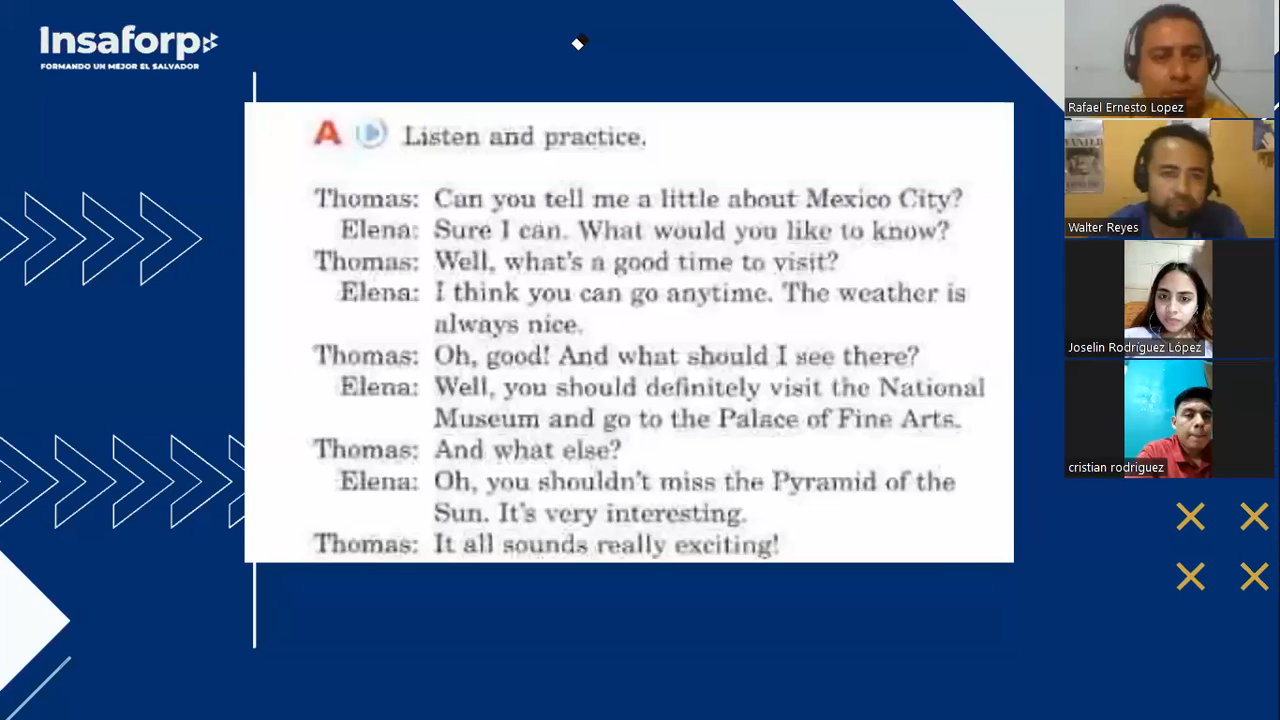 Insaforp
FORMANDO UN MEJOR EL SALVADOR
A Listen and practice.
Thomas: Can you tell me a little about Mexico City?
Elena: Sure I can. What would you like to know?
Thomas: Well, what's a good time to visit?
Elena: I think you can go anytime. The weather is
always nice.
Thomas: Oh, good! And what should I see there?
Elena: Well, you should definitely visit the National
Museum and go to the Palace of Fine Arts.
Thomas: And what else?
Elena: Oh, you shouldn't miss the Pyramid of the
Sun. It's very interesting.
Thomas: It all sounds really exciting!
Rafael Ernesto Lopez
Walter Reyes
Joselin Rodríguez López
cristian rodriguez